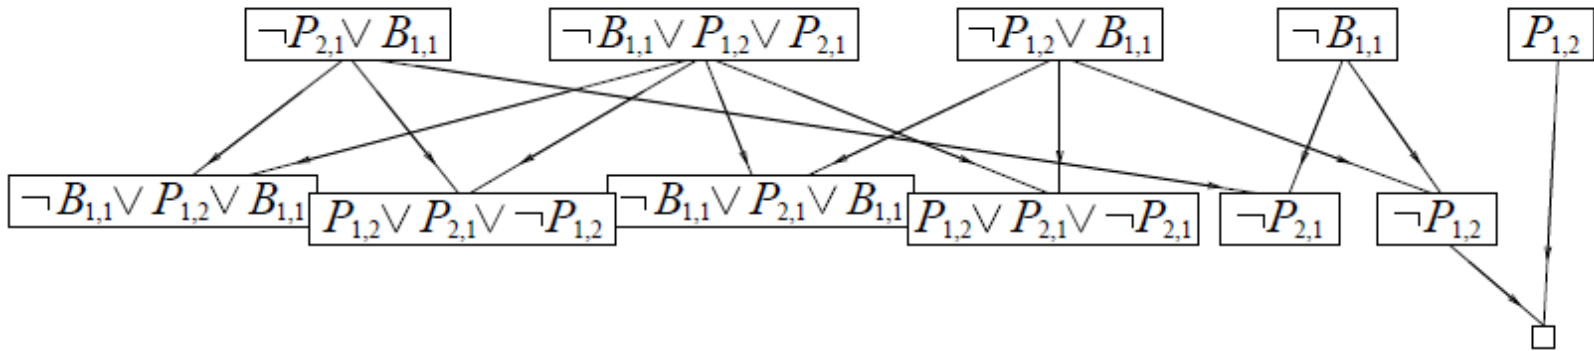 ¬P2,1 ∨ B1,1 ¬B1,1 ∨ P1,2 ∨ P2,1 ¬P1,2 ∨ B1,1 ¬B1,1 P1,2
¬B1,1 ∨ P1,2 ∨ B1,1 P1,2 ∨ P2,1 ∨ ¬P1,2 ¬B1,1 ∨ P2,1 ∨ B1,1 P1,2 ∨ P2,1 ∨ ¬P2,1 ¬P2,1 ¬P1,2